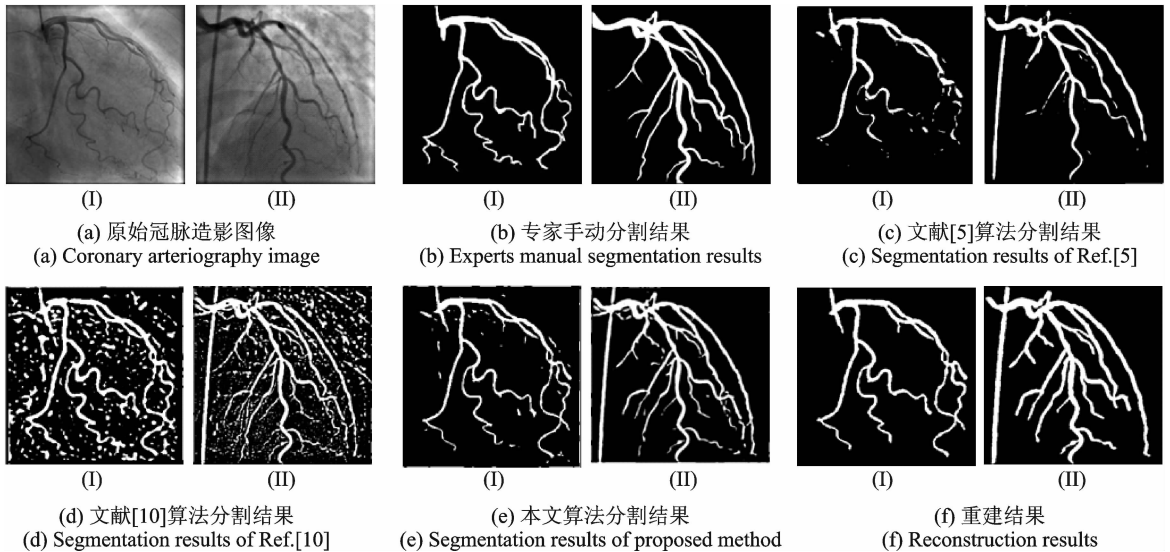 (I) (II) (I) (II) (I) (II)
(a) 原始冠脉造影图像 (b) 专家手动分割结果 (c) 文献[5]算法分割结果
(a) Coronary arteriography image (b) Experts manual segmentation results (c) Segmentation results of Ref.[5]
(I) (II) (I) (II) (I) (II)
(d) 文献[10]算法分割结果 (e) 本文算法分割结果 (f) 重建结果
(d) Segmentation results of Ref.[10] (e) Segmentation results of proposed method (f) Reconstruction results